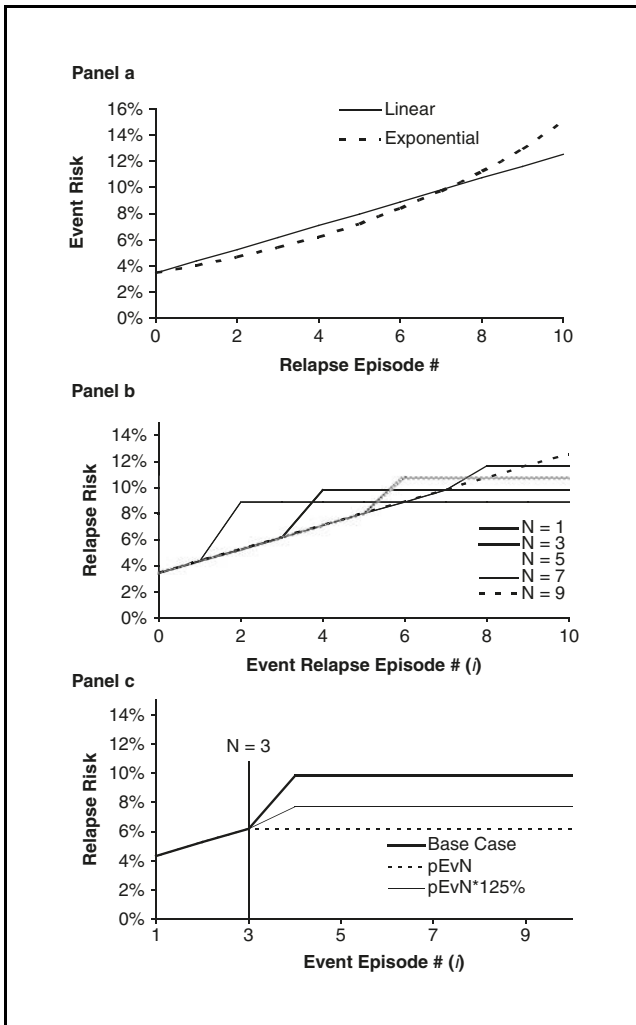 Panel a
16%
14%
12%
10%
8%
6%
4%
2%
0%
Event Risk
Linear
Exponential
0 2 4 6 8 10
Relapse Episode #
Panel b
14%
12%
10%
8%
6%
4%
2%
0%
Relapse Risk
N = 1
N = 3
N = 5
N = 7
N = 9
0 2 4 6 8 10
Event Relapse Episode # (i)
Panel c
14%
12%
10%
8%
6%
4%
2%
0%
Relapse Risk
N = 3
Base Case
pEvN
pEvN*125%
1 3 5 7 9
Event Episode # (i)